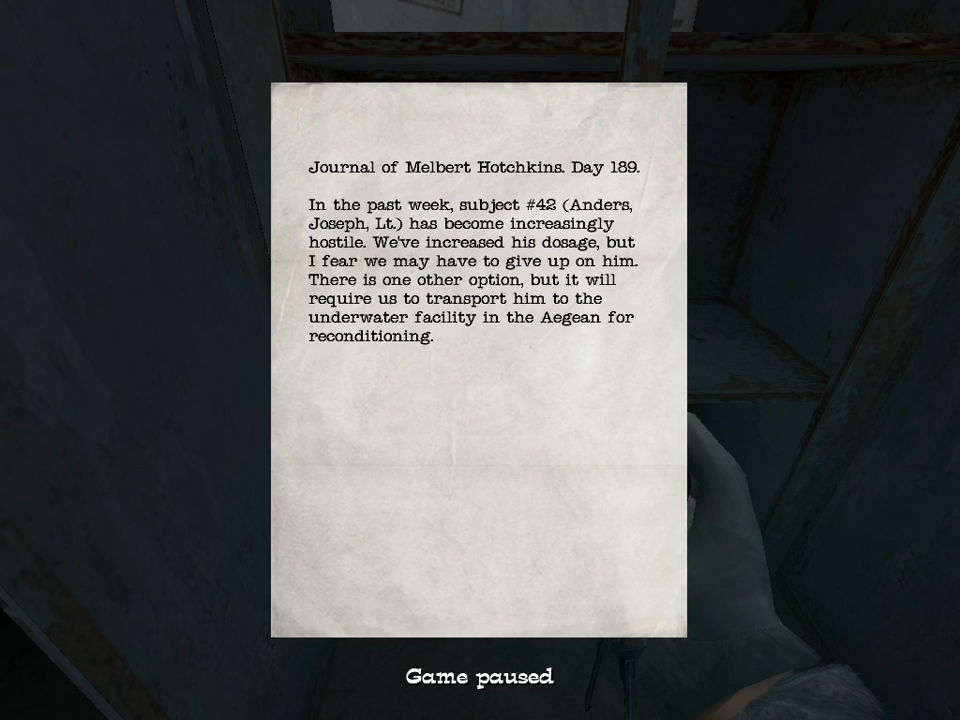 Journal of Melbert Hotchkins. Day 189.
In the past week, subject #42 (Anders,
Joseph, Lt.) has become increasingly
hostile. We've increased his dosage, but
I fear we may have to give up on him.
There is one other option, but it will
require us to transport him to the
underwater facility in the Aegean for
reconditioning.
Game paused